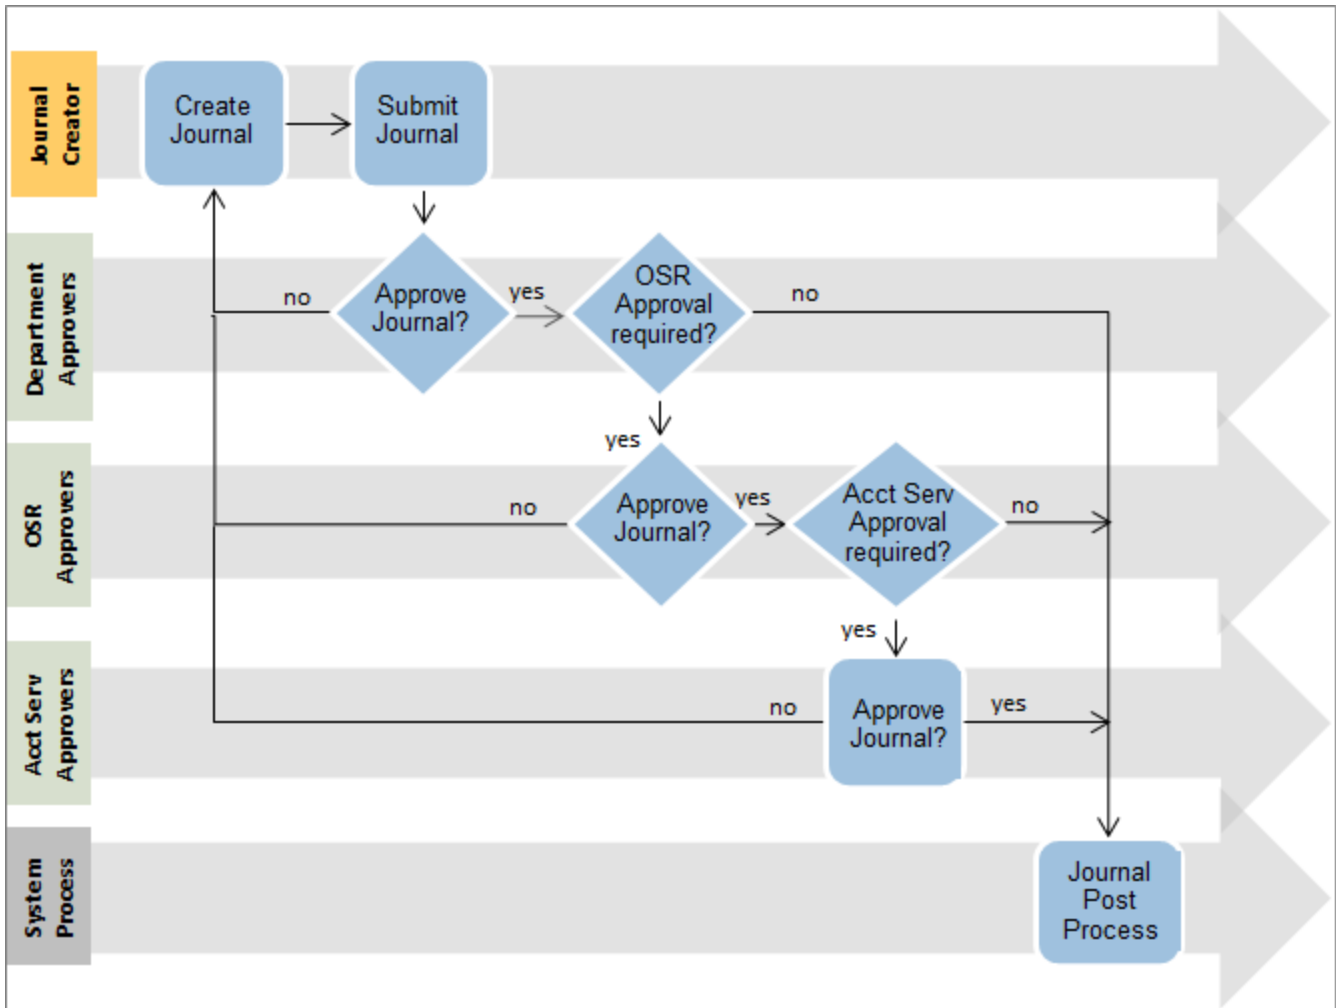 Journal
Creator
Create
Journal
Submit
Journal
Department
Approvers
no
Approve
Journal?
yes
OSR
Approval
required?
no
yes
OSR
Approvers
no
Approve
Journal?
yes
Acct Serv
Approval
required?
no
yes
Acct Serv
Approvers
no
Approve
Journal?
yes
System
Process
Journal
Post
Process